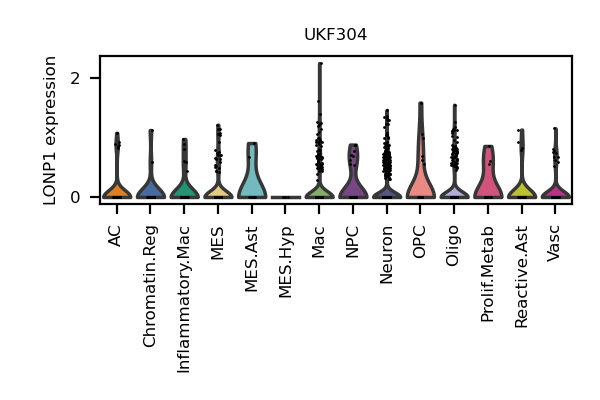 UKF304
LONP1 expression
2
0
AC
Chromatin.Reg
Inflammatory.Mac
MES
MES.Ast
MES.Hyp
Mac
NPC
Neuron
OPC
Oligo
Prolif.Metab
Reactive.Ast
Vasc